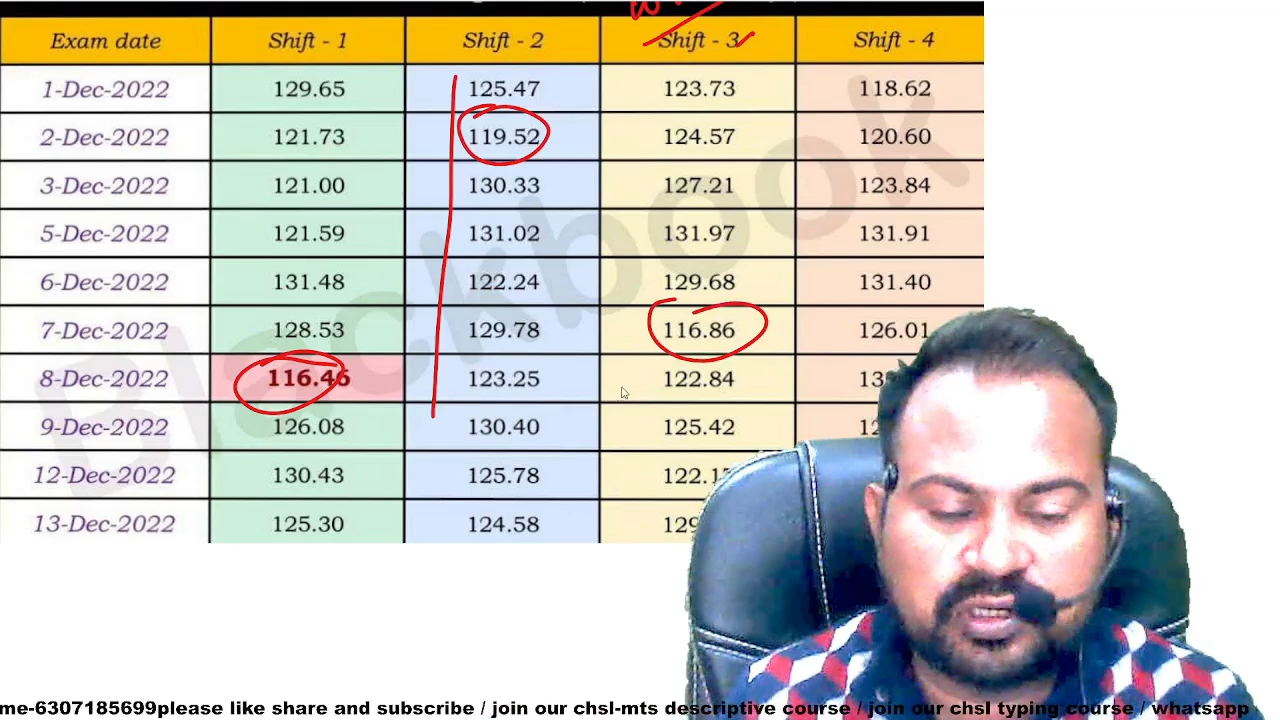 Exam date Shift - 1 Shift - 2 Shift - 3 Shift - 4
1-Dec-2022 129.65 125.47 123.73 118.62
2-Dec-2022 121.73 119.52 124.57 120.60
3-Dec-2022 121.00 130.33 127.21 123.84
5-Dec-2022 121.59 131.02 131.97 131.91
6-Dec-2022 131.48 122.24 129.68 131.40
7-Dec-2022 128.53 129.78 116.86 126.01
8-Dec-2022 116.46 123.25 122.84
9-Dec-2022 126.08 130.40 125.42
12-Dec-2022 130.43 125.78
13-Dec-2022 125.30 124.58
Blackbook
me-6307185699please like share and subscribe / join our chsl-mts descriptive course / join our chsl typing course / whatsapp